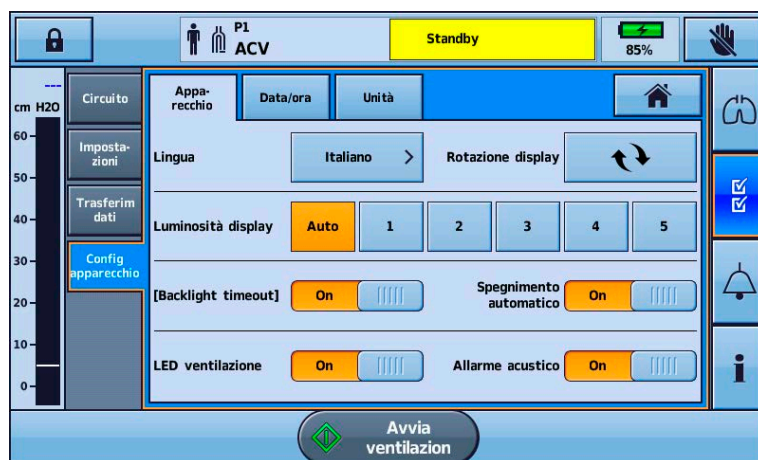 P1
ACV
Standby
85%
---
cm H2O
60
50
40
30
20
10
0
Circuito
Imposta-
zioni
Trasferim
dati
Config
apparecchio
Appa-
recchio
Data/ora
Unità
Lingua
Italiano >
Rotazione display
Luminosità display
Auto
1
2
3
4
5
[Backlight timeout]
On
Spegnimento
automatico
On
LED ventilazione
On
Allarme acustico
On
Avvia
ventilazion
i